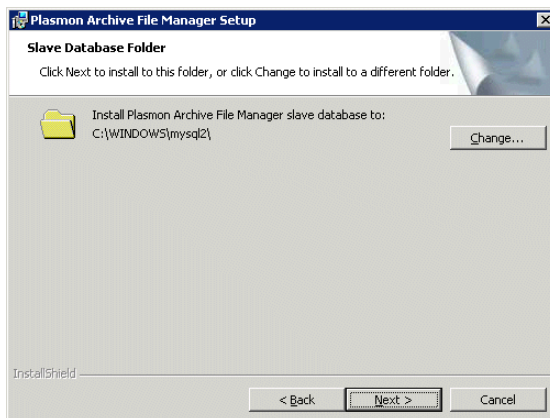 Plasmon Archive File Manager Setup
Slave Database Folder
Click Next to install to this folder, or click Change to install to a different folder.
Install Plasmon Archive File Manager slave database to:
C:\WINDOWS\mysql2\
Change...
InstallShield
< Back
Next >
Cancel